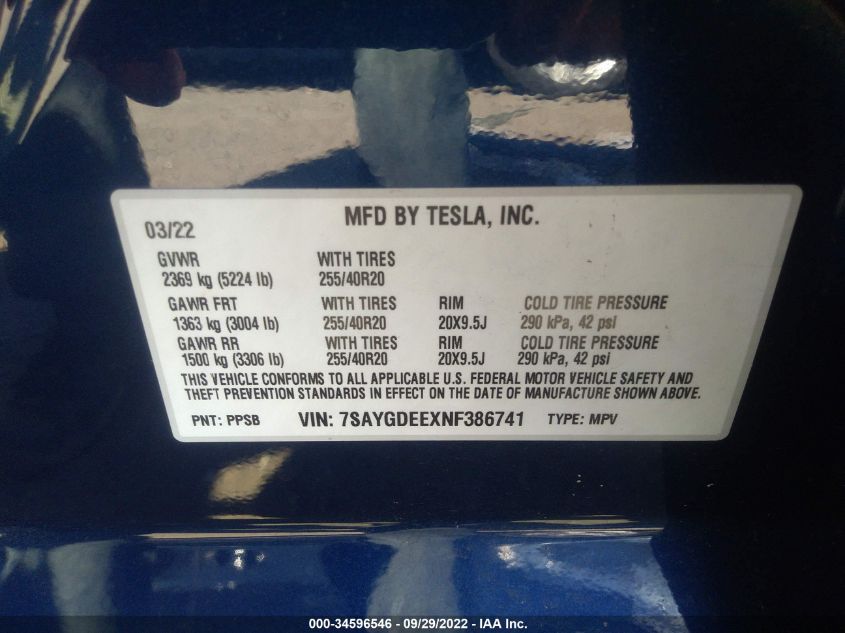 MFD BY TESLA, INC.
03/22
GVWR WITH TIRES
2369 kg (5224 lb) 255/40R20
GAWR FRT WITH TIRES RIM COLD TIRE PRESSURE
1363 kg (3004 lb) 255/40R20 20X9.5J 290 kPa, 42 psi
GAWR RR WITH TIRES RIM COLD TIRE PRESSURE
1500 kg (3306 lb) 255/40R20 20X9.5J 290 kPa, 42 psi
THIS VEHICLE CONFORMS TO ALL APPLICABLE U.S. FEDERAL MOTOR VEHICLE SAFETY AND
THEFT PREVENTION STANDARDS IN EFFECT ON THE DATE OF MANUFACTURE SHOWN ABOVE.
PNT: PPSB VIN: 7SAYGDEEXNF386741 TYPE: MPV
000-34596546 - 09/29/2022 - IAA Inc.